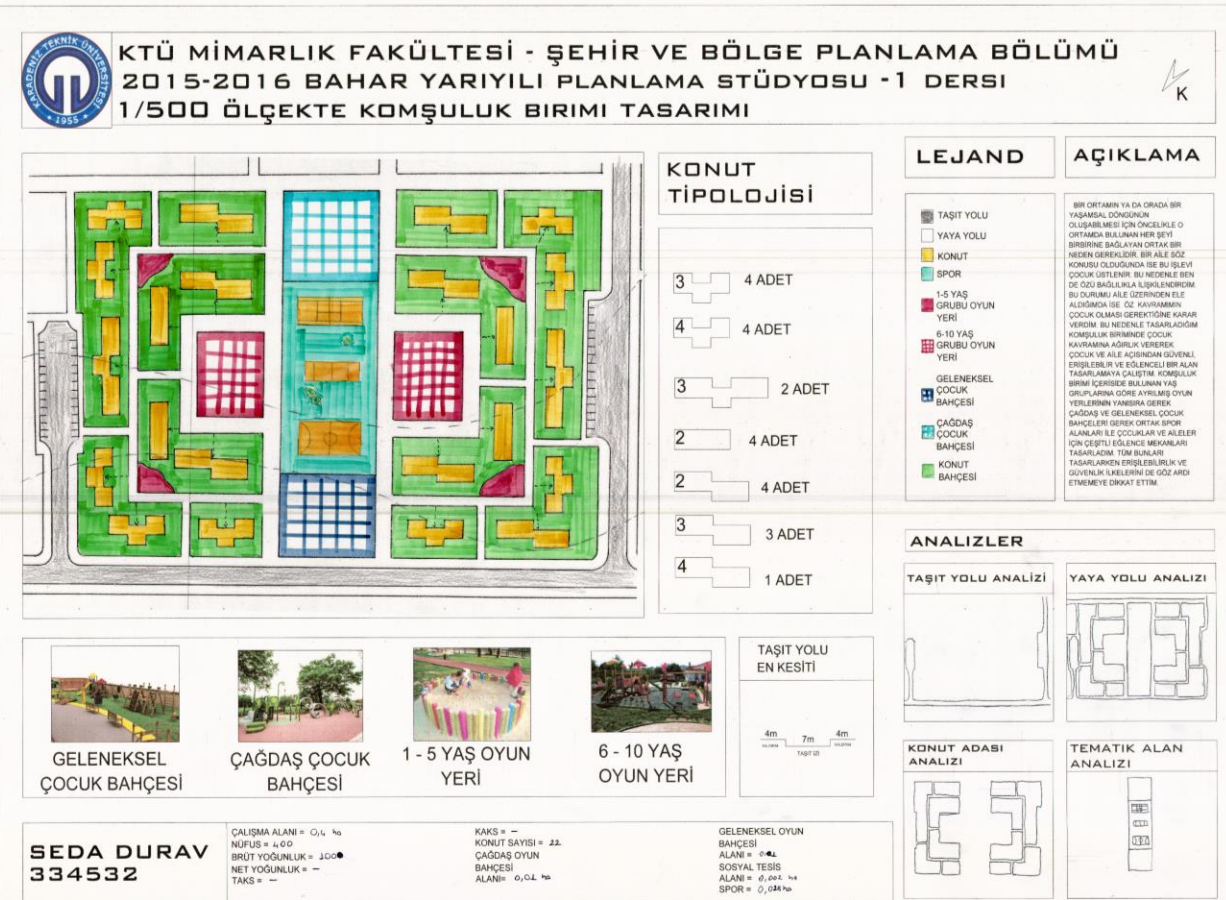 KARADENİZ TEKNİK ÜNİVERSİTESİ
1955
KTÜ MİMARLIK FAKÜLTESİ - ŞEHİR VE BÖLGE PLANLAMA BÖLÜMÜ
2015-2016 BAHAR YARIYILI PLANLAMA STÜDYOSU -1 DERSI
1/500 ÖLÇEKTE KOMŞULUK BIRIMI TASARIMI
K
KONUT
TİPOLOJİSİ
3 4 ADET
4 4 ADET
3 2 ADET
2 4 ADET
2 4 ADET
3 3 ADET
4 1 ADET
LEJAND
TAŞIT YOLU
YAYA YOLU
KONUT
SPOR
1-5 YAŞ
GRUBU OYUN
YERİ
6-10 YAŞ
GRUBU OYUN
YERİ
GELENEKSEL
ÇOCUK
BAHÇESİ
ÇAĞDAŞ
ÇOCUK
BAHÇESİ
KONUT
BAHÇESİ
AÇIKLAMA
BİR ORTAMIN YA DA ORADA BİR
YAŞAMSAL DÖNGÜNÜN
OLUŞABİLMESİ İÇİN ÖNCELİKLE O
ORTAMDA BULUNAN HER ŞEYİ
BİRBİRİNE BAĞLAYAN ORTAK BİR
NEDEN GEREKLİDİR. BİR AİLE SÖZ
KONUSU OLDUĞUNDA İSE BU İŞLEVİ
ÇOCUK ÜSTLENİR. BU NEDENLE BEN
DE ÖZÜ BAĞLILIKLA İLİŞKİLENDİRDİM.
BU DURUMU AİLE ÜZERİNDEN ELE
ALDIĞIMDA İSE ÖZ KAVRAMIMIN
ÇOCUK OLMASI GEREKTİĞİNE KARAR
VERDİM. BU NEDENLE TASARLADIĞIM
KOMŞULUK BİRİMİNDE ÇOCUK
KAVRAMINA AĞIRLIK VEREREK
ÇOCUK VE AİLE AÇISINDAN GÜVENLİ,
ERİŞİLEBİLİR VE EĞLENCELİ BİR ALAN
TASARLAMAYA ÇALIŞTIM. KOMŞULUK
BİRİMİ İÇERİSİDE BULUNAN YAŞ
GRUPLARINA GÖRE AYRILMIŞ OYUN
YERLERİNİN YANISIRA GEREK
ÇAĞDAŞ VE GELENEKSEL ÇOCUK
BAHÇELERİ GEREK ORTAK SPOR
ALANLARI İLE ÇOCUKLAR VE AİLELER
İÇİN ÇEŞİTLİ EĞLENCE MEKANLARI
TASARLADIM. TÜM BUNLARI
TASARLARKEN ERİŞİLEBİLİRLİK VE
GÜVENLİK İLKELERİNİ DE GÖZ ARDI
ETMEMEYE DİKKAT ETTİM.
ANALIZLER
TAŞIT YOLU ANALİZİ
YAYA YOLU ANALIZI
KONUT ADASI
ANALIZI
TEMATIK ALAN
ANALIZI
GELENEKSEL
ÇOCUK BAHÇESİ
ÇAĞDAŞ ÇOCUK
BAHÇESİ
1 - 5 YAŞ OYUN
YERİ
6 - 10 YAŞ
OYUN YERİ
TAŞIT YOLU
EN KESİTİ
4m 7m 4m
KALDIRIM TAŞIT İZİ KALDIRIM
SEDA DURAV
334532
ÇALIŞMA ALANI = 0,4 ha
NÜFUS = 400
BRÜT YOĞUNLUK = 1000
NET YOĞUNLUK = -
TAKS = -
KAKS = -
KONUT SAYISI = 22
ÇAĞDAŞ OYUN
BAHÇESİ
ALANI= 0,02 ha
GELENEKSEL OYUN
BAHÇESİ
ALANI =
SOSYAL TESİS
ALANI = 0,002 ha
SPOR =